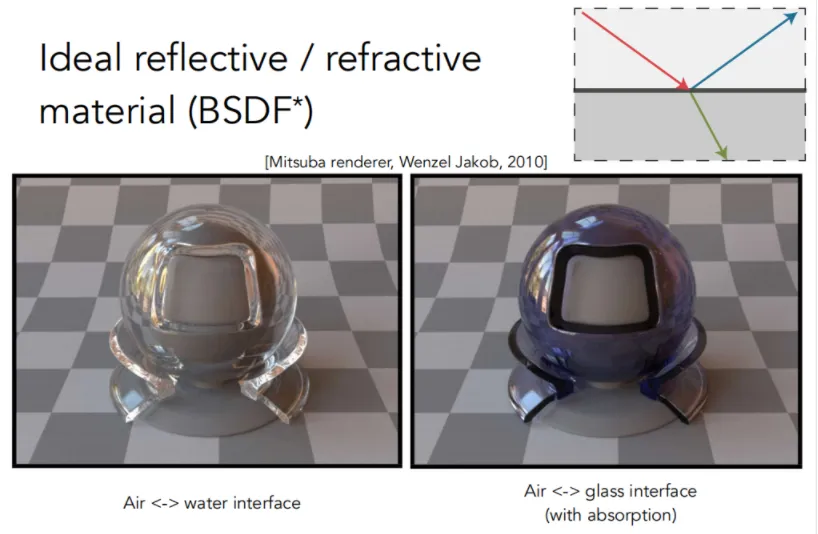 Ideal reflective / refractive
material (BSDF*)
[Mitsuba renderer, Wenzel Jakob, 2010]
Air <-> water interface
Air <-> glass interface
(with absorption)